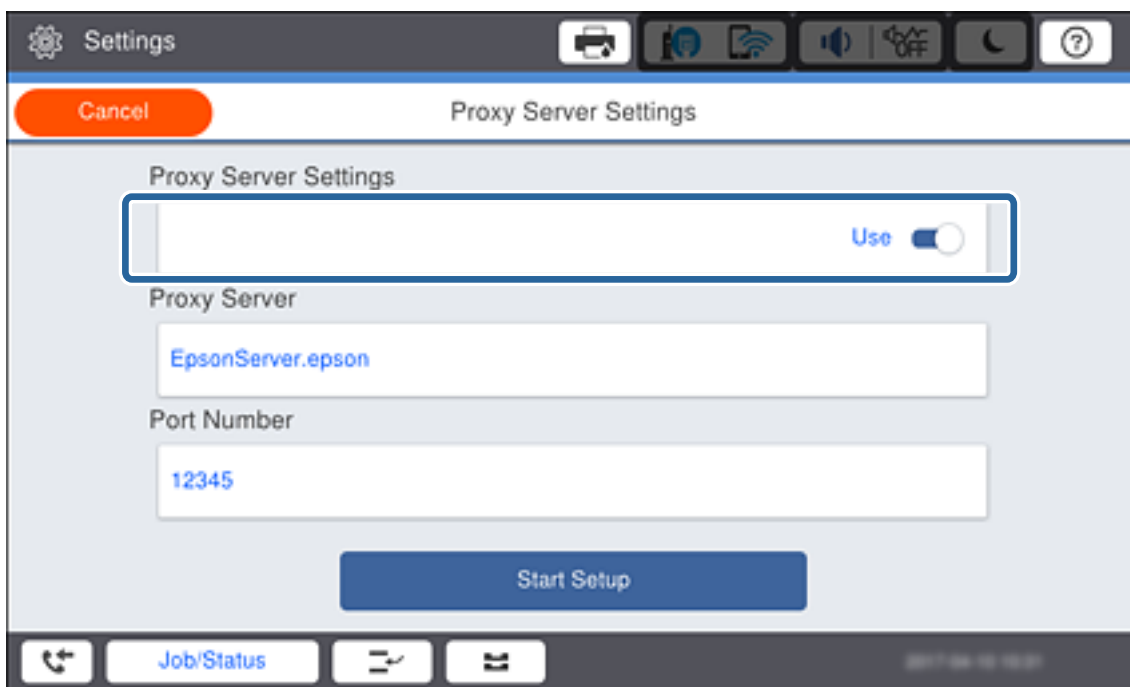 Settings
OFF
Cancel
Proxy Server Settings
Proxy Server Settings
Use
Proxy Server
EpsonServer.epson
Port Number
12345
Start Setup
Job/Status